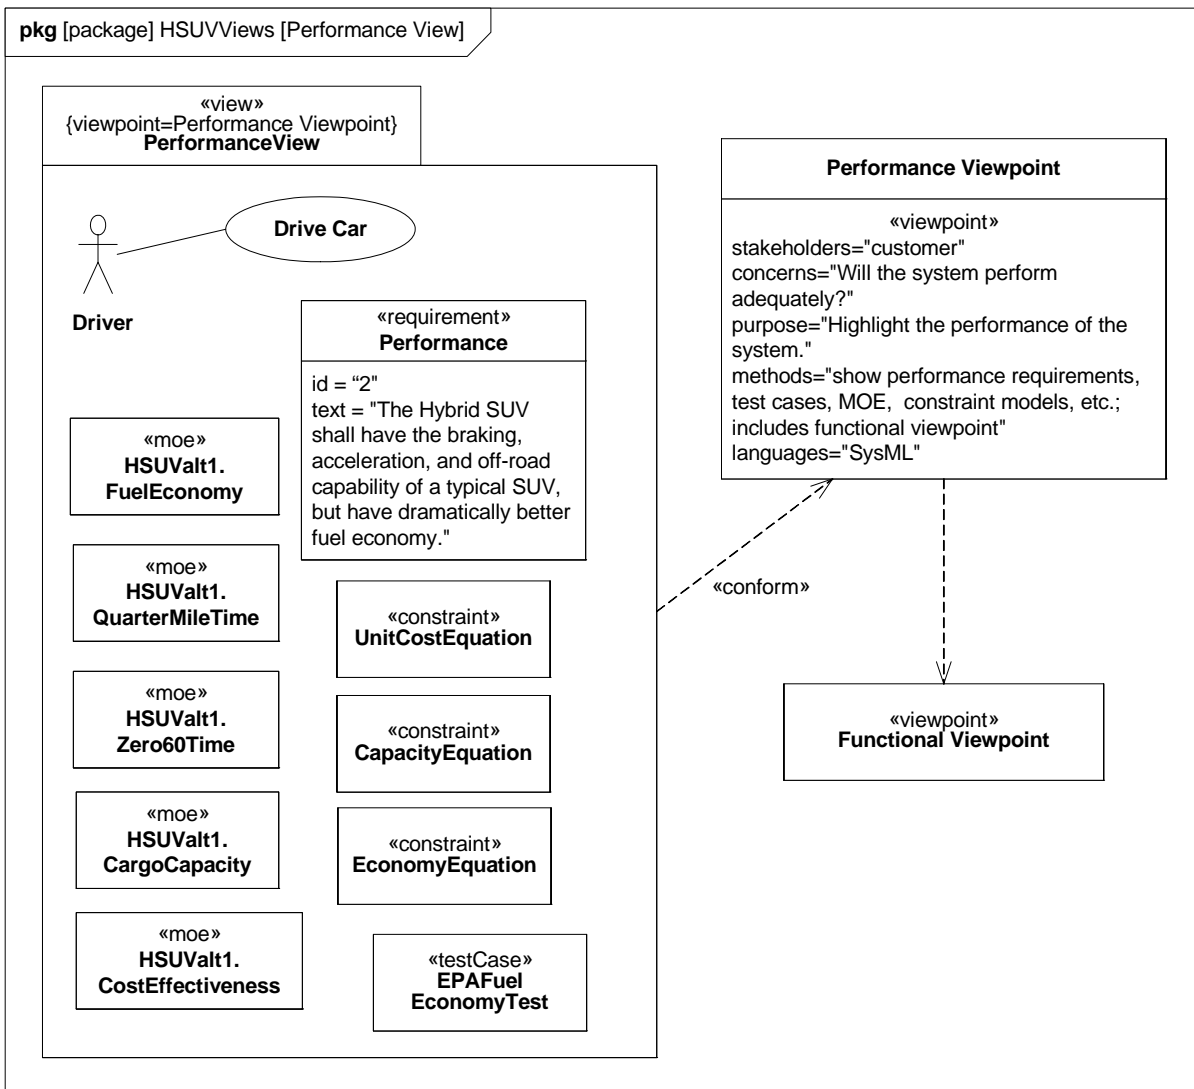 pkg [package] HSUVViews [Performance View]
«view»
{viewpoint=Performance Viewpoint}
PerformanceView
Drive Car
Driver
«requirement»
Performance
id = “2"
text = "The Hybrid SUV
shall have the braking,
acceleration, and off-road
capability of a typical SUV,
but have dramatically better
fuel economy."
«moe»
HSUValt1.
FuelEconomy
«moe»
HSUValt1.
QuarterMileTime
«moe»
HSUValt1.
Zero60Time
«moe»
HSUValt1.
CargoCapacity
«moe»
HSUValt1.
CostEffectiveness
«constraint»
UnitCostEquation
«constraint»
CapacityEquation
«constraint»
EconomyEquation
«testCase»
EPAFuel
EconomyTest
Performance Viewpoint
«viewpoint»
stakeholders="customer"
concerns="Will the system perform
adequately?"
purpose="Highlight the performance of the
system."
methods="show performance requirements,
test cases, MOE,  constraint models, etc.;
includes functional viewpoint"
languages="SysML"
«conform»
«viewpoint»
Functional Viewpoint